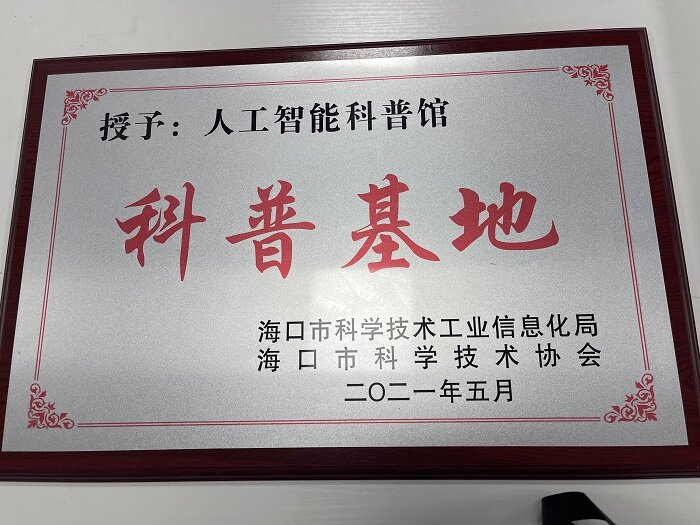 授予：人工智能科普馆
科普基地
海口市科学技术工业信息化局
海口市科学技术协会
二〇二一年五月